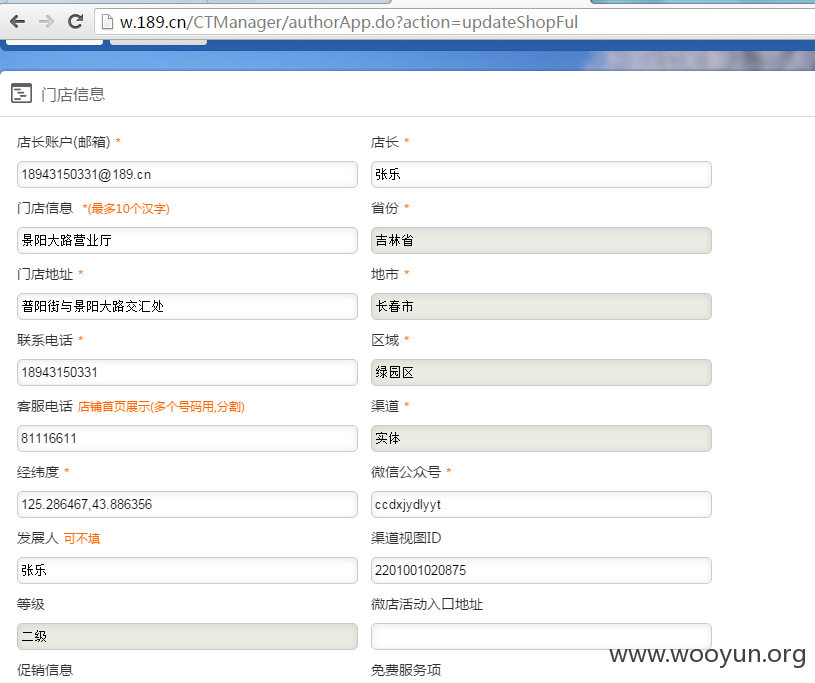 w.189.cn/CTManager/authorApp.do?action=updateShopFul
门店信息
店长账户(邮箱) * 店长 *
18943150331@189.cn 张乐
门店信息 *(最多10个汉字) 省份 *
景阳大路营业厅 吉林省
门店地址 * 地市 *
普阳街与景阳大路交汇处 长春市
联系电话 * 区域 *
18943150331 绿园区
客服电话 店铺首页展示(多个号码用,分割) 渠道 *
81116611 实体
经纬度 * 微信公众号 *
125.286467,43.886356 ccdxjydlyyt
发展人 可不填 渠道视图ID
张乐 2201001020875
等级 微店活动入口地址
二级
www.wooyun.org
促销信息 免费服务项